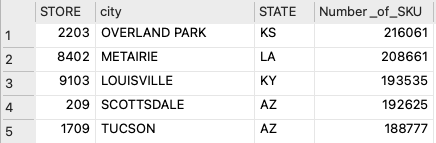 STORE city STATE Number _of_SKU
1 2203 OVERLAND PARK KS 216061
2 8402 METAIRIE LA 208661
3 9103 LOUISVILLE KY 193535
4 209 SCOTTSDALE AZ 192625
5 1709 TUCSON AZ 188777